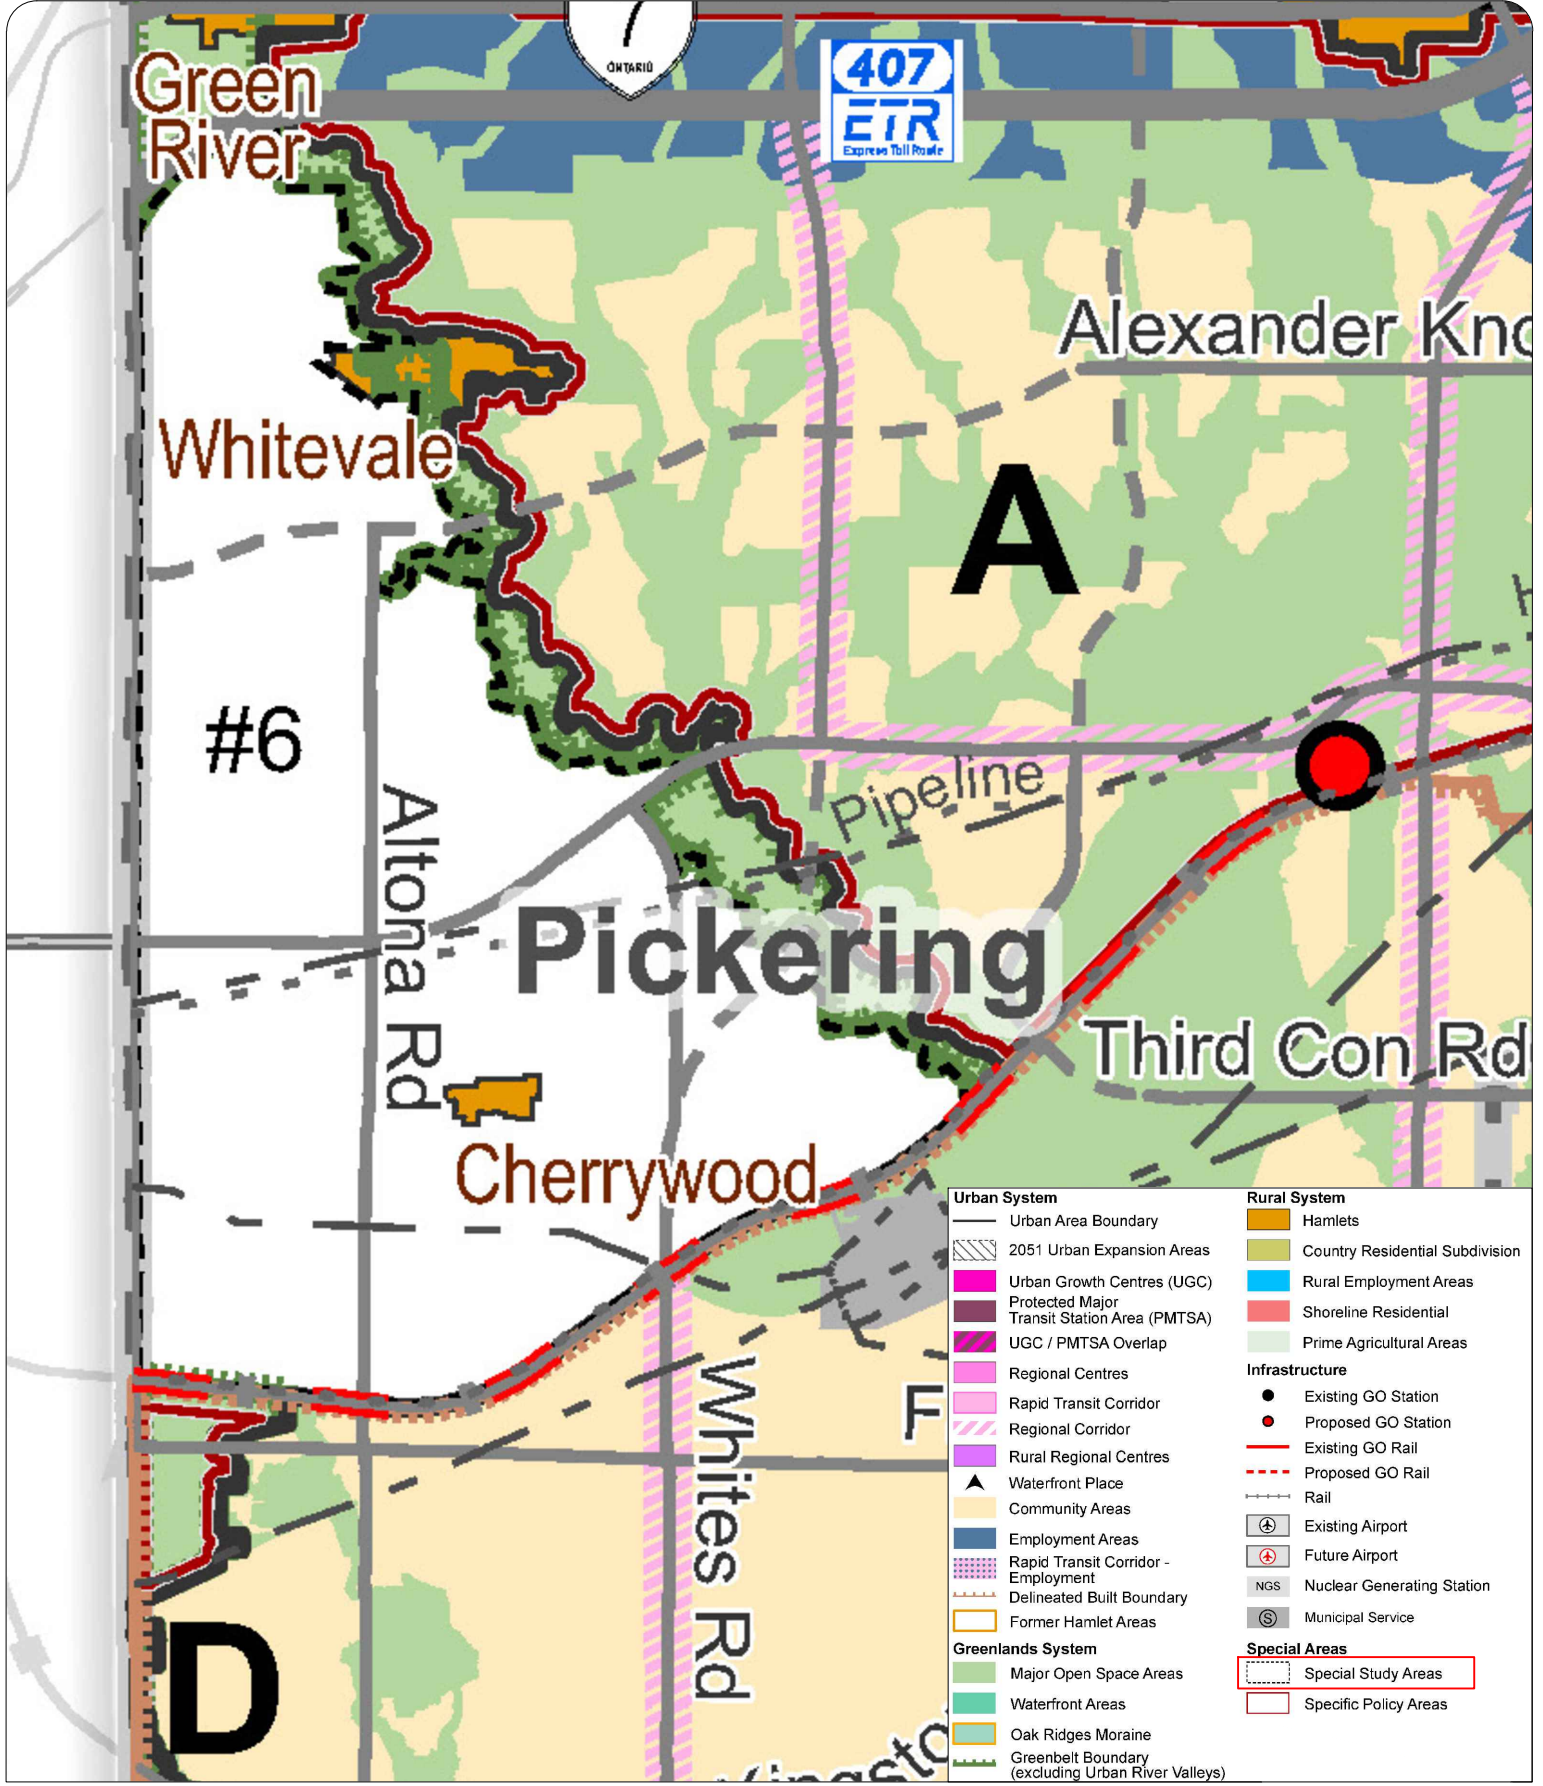 7
ONTARIO
407
ETR
Express Toll Route
Green
River
Alexander Kno
Whitevale
A
#6
Altona Rd
Pipeline
Pickering
Third Con Rd
Cherrywood
F
Whites Rd
D
Kingsto
Urban System
Urban Area Boundary
2051 Urban Expansion Areas
Urban Growth Centres (UGC)
Protected Major
Transit Station Area (PMTSA)
UGC / PMTSA Overlap
Regional Centres
Rapid Transit Corridor
Regional Corridor
Rural Regional Centres
Waterfront Place
Community Areas
Employment Areas
Rapid Transit Corridor -
Employment
Delineated Built Boundary
Former Hamlet Areas
Greenlands System
Major Open Space Areas
Waterfront Areas
Oak Ridges Moraine
Greenbelt Boundary
(excluding Urban River Valleys)
Rural System
Hamlets
Country Residential Subdivision
Rural Employment Areas
Shoreline Residential
Prime Agricultural Areas
Infrastructure
Existing GO Station
Proposed GO Station
Existing GO Rail
Proposed GO Rail
Rail
Existing Airport
Future Airport
NGS Nuclear Generating Station
S Municipal Service
Special Areas
Special Study Areas
Specific Policy Areas